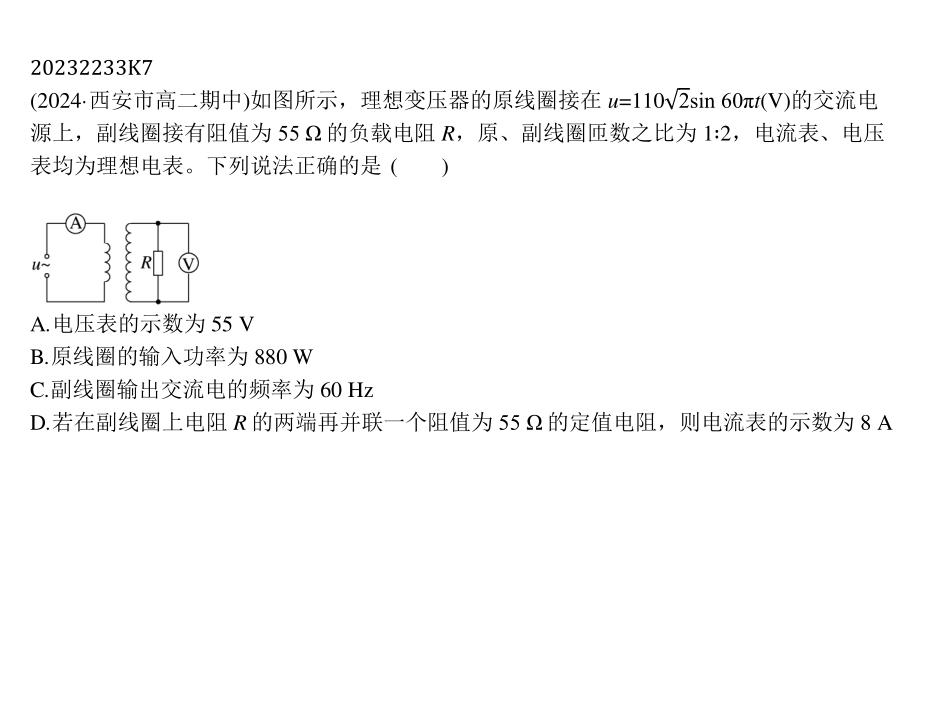 20232233K7
(2024·西安市高二期中)如图所示，理想变压器的原线圈接在 u=110√2sin 60πt(V)的交流电
源上，副线圈接有阻值为 55 Ω 的负载电阻 R，原、副线圈匝数之比为 1∶2，电流表、电压
表均为理想电表。下列说法正确的是 (　　)
A
u~
R
V
A.电压表的示数为 55 V
B.原线圈的输入功率为 880 W
C.副线圈输出交流电的频率为 60 Hz
D.若在副线圈上电阻 R 的两端再并联一个阻值为 55 Ω 的定值电阻，则电流表的示数为 8 A